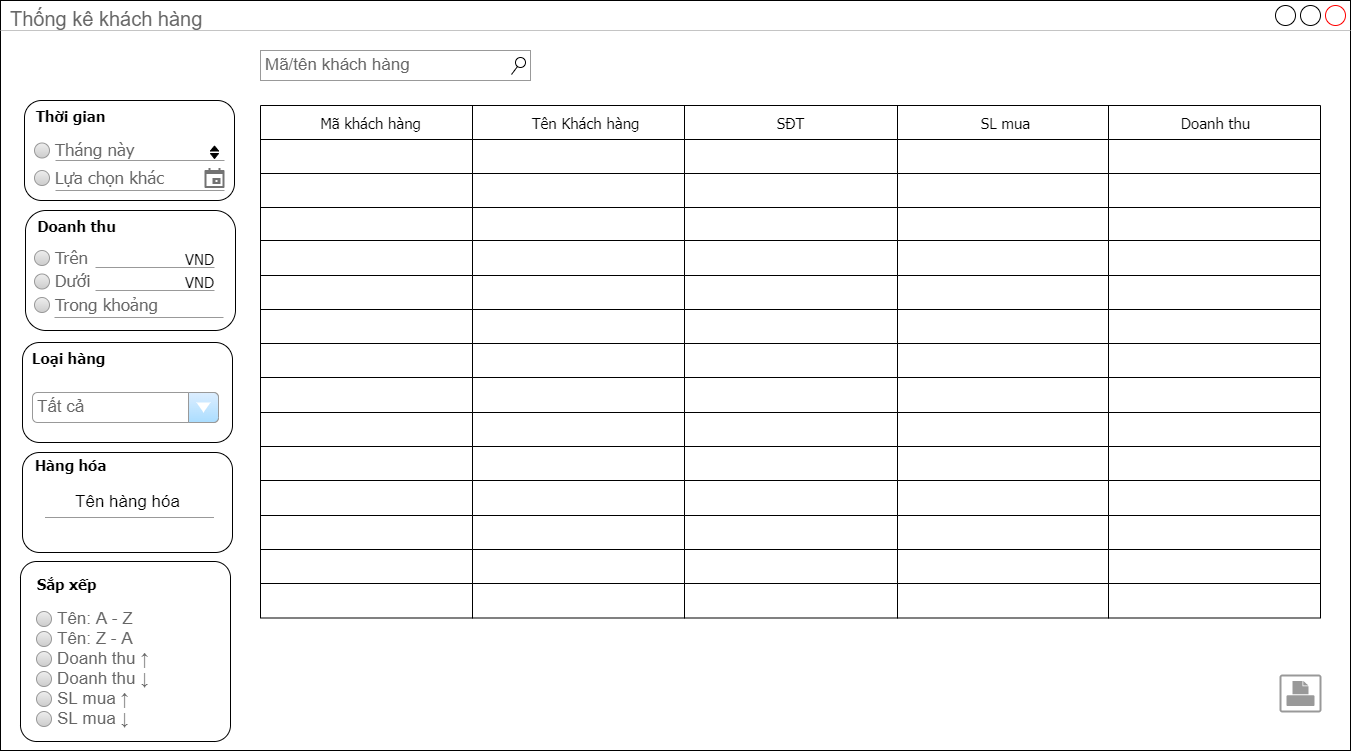 Thống kê khách hàng
Mã/tên khách hàng
Thời gian
Tháng này
Lựa chọn khác
Doanh thu
Trên VND
Dưới VND
Trong khoảng
Loại hàng
Tất cả
Hàng hóa
Tên hàng hóa
Sắp xếp
Tên: A - Z
Tên: Z - A
Doanh thu ↑
Doanh thu ↓
SL mua ↑
SL mua ↓
Mã khách hàng Tên Khách hàng SĐT SL mua Doanh thu